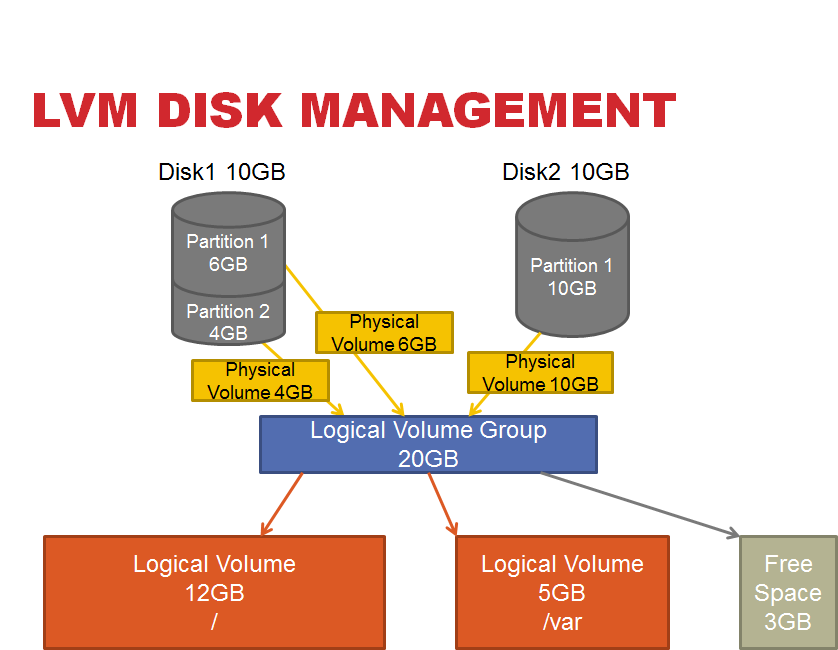 LVM DISK MANAGEMENT
Disk1 10GB
Disk2 10GB
Partition 1
6GB
Partition 2
4GB
Partition 1
10GB
Physical
Volume 6GB
Physical
Volume 4GB
Physical
Volume 10GB
Logical Volume Group
20GB
Logical Volume
12GB
/
Logical Volume
5GB
/var
Free
Space
3GB